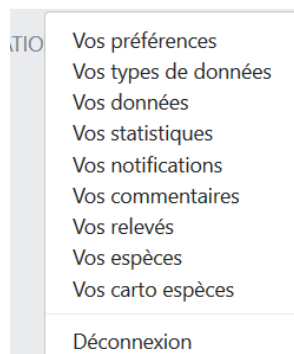 ATIO
Vos préférences
Vos types de données
Vos données
Vos statistiques
Vos notifications
Vos commentaires
Vos relevés
Vos espèces
Vos carto espèces
Déconnexion